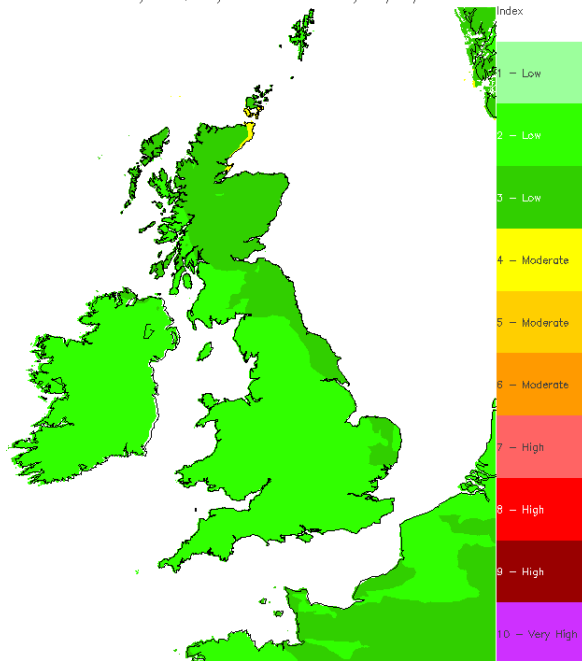 Index
1 - Low
2 - Low
3 - Low
4 - Moderate
5 - Moderate
6 - Moderate
7 - High
8 - High
9 - High
10 - Very High